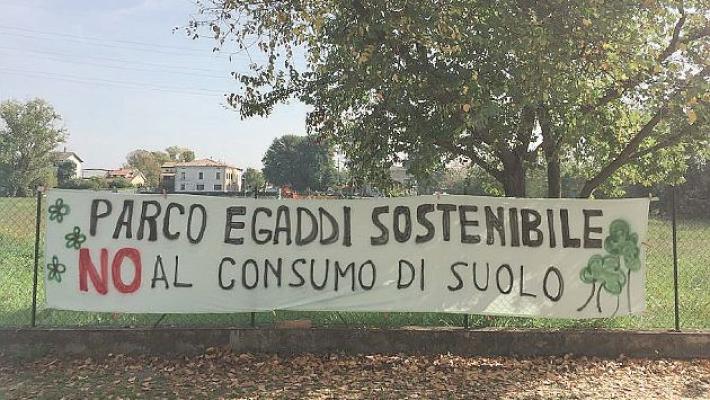 PARCO EGADDI SOSTENIBILE
NO AL CONSUMO DI SUOLO